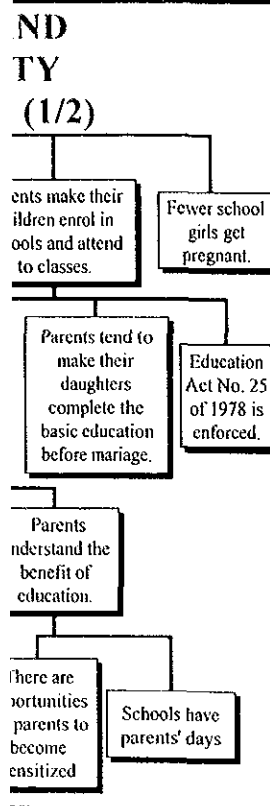 ND
TY
(1/2)
ents make their
ildren enrol in
ools and attend
to classes.
Fewer school
girls get
pregnant.
Parents tend to
make their
daughters
complete the
basic education
before mariage.
Education
Act No. 25
of 1978 is
enforced.
Parents
nderstand the
benefit of
education.
There are
portunities
parents to
become
ensitized
Schools have
parents' days